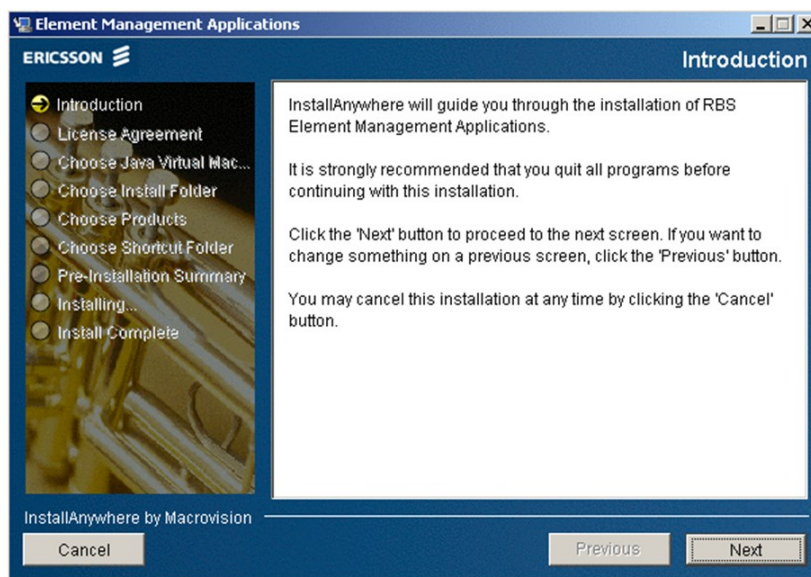 Element Management Applications
ERICSSON
Introduction
Introduction
License Agreement
Choose Java Virtual Mac...
Choose Install Folder
Choose Products
Choose Shortcut Folder
Pre-Installation Summary
Installing...
Install Complete
InstallAnywhere will guide you through the installation of RBS
Element Management Applications.
It is strongly recommended that you quit all programs before
continuing with this installation.
Click the 'Next' button to proceed to the next screen. If you want to
change something on a previous screen, click the 'Previous' button.
You may cancel this installation at any time by clicking the 'Cancel'
button.
InstallAnywhere by Macrovision
Cancel
Previous
Next